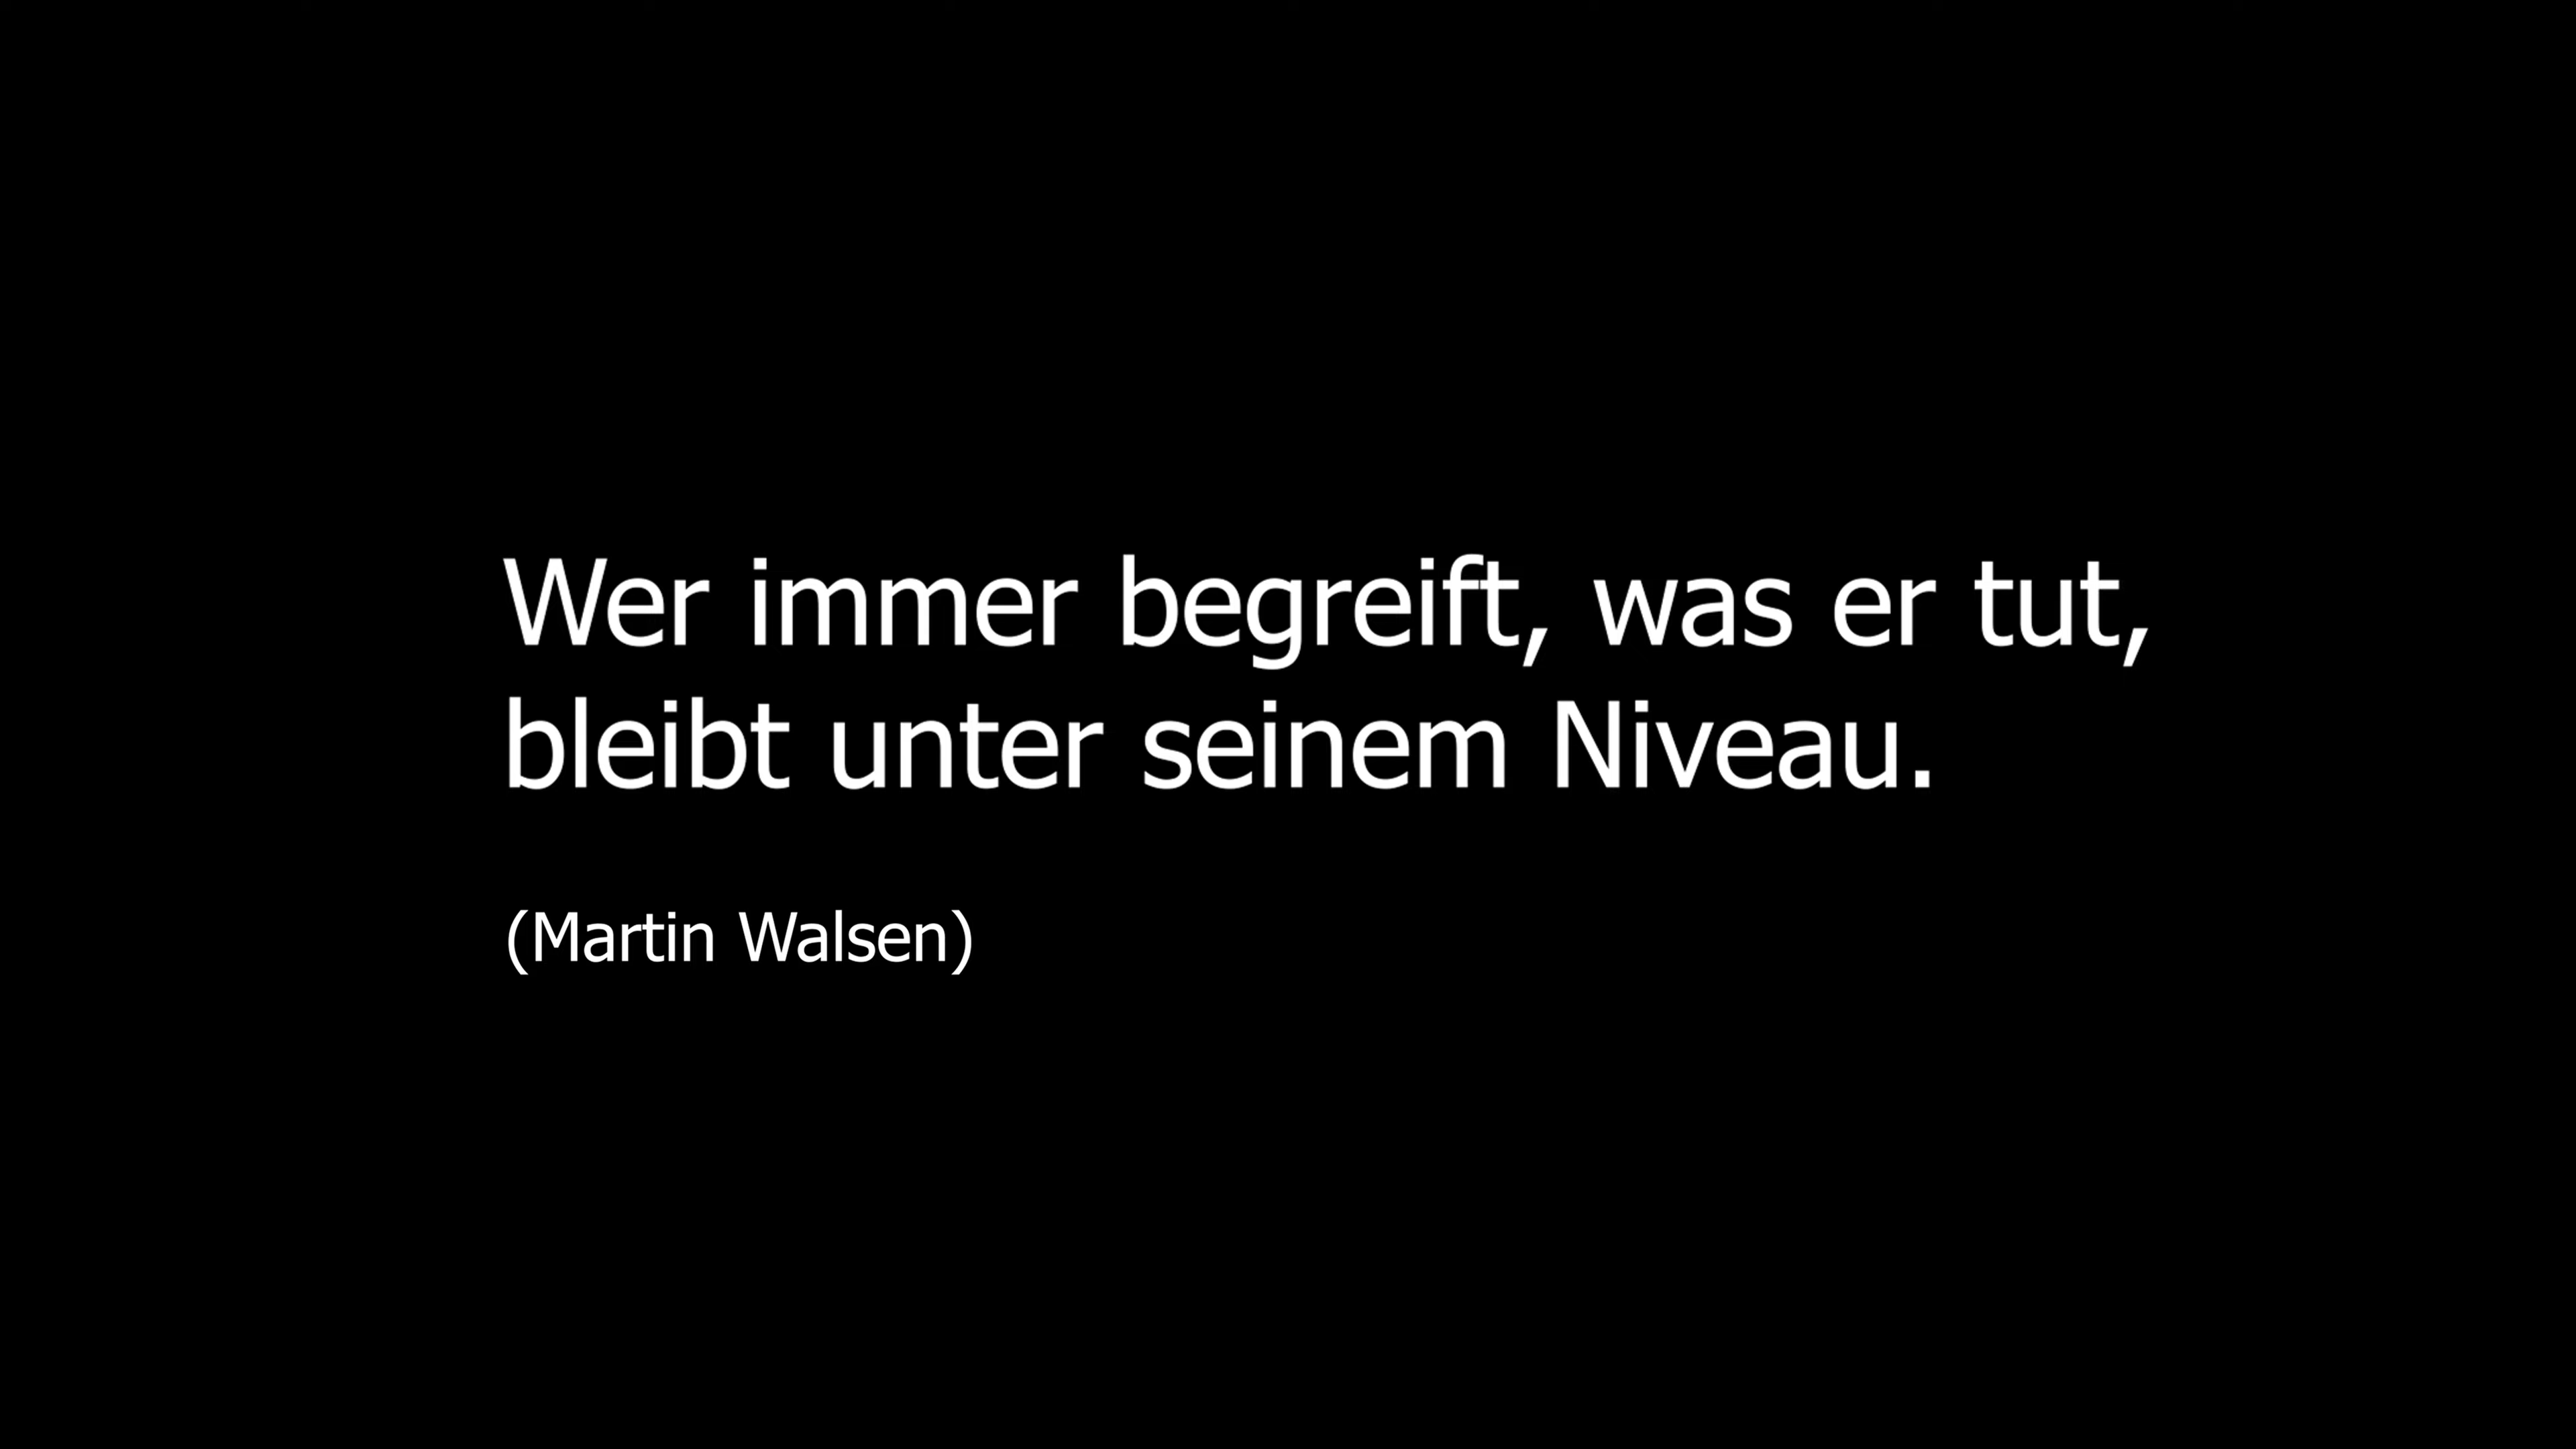 Wer immer begreift, was er tut,
bleibt unter seinem Niveau.
(Martin Walsen)